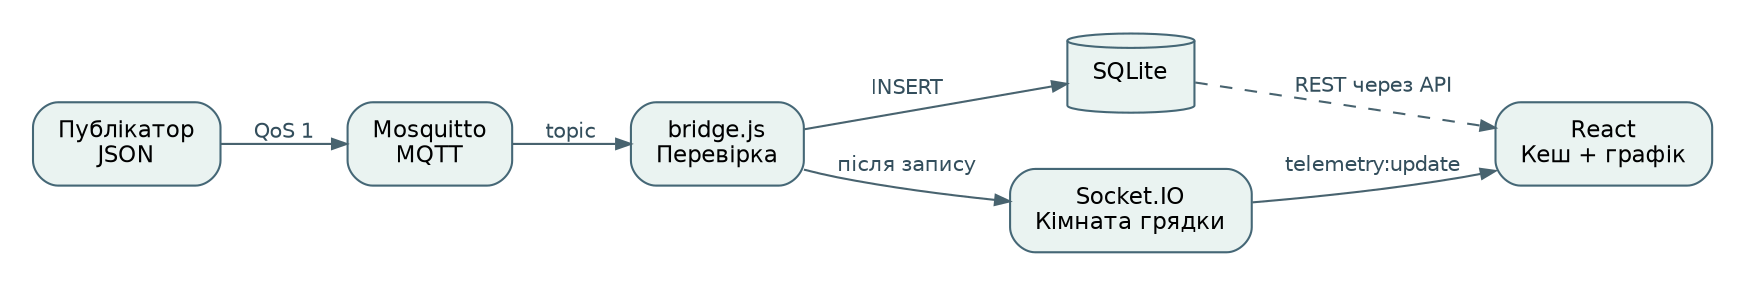 Публікатор
JSON
QoS 1
Mosquitto
MQTT
topic
bridge.js
Перевірка
INSERT
SQLite
після запису
Socket.IO
Кімната грядки
REST через API
telemetry:update
React
Кеш + графік